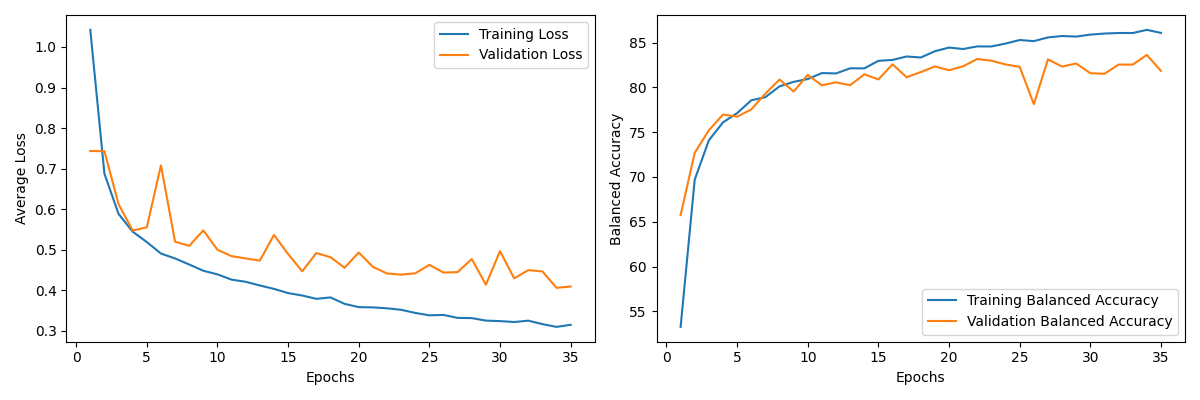 Training Loss
Validation Loss
1.0
0.9
0.8
0.7
0.6
0.5
0.4
0.3
Average Loss
0 5 10 15 20 25 30 35
Epochs
85
80
75
70
65
60
55
Balanced Accuracy
Training Balanced Accuracy
Validation Balanced Accuracy
0 5 10 15 20 25 30 35
Epochs